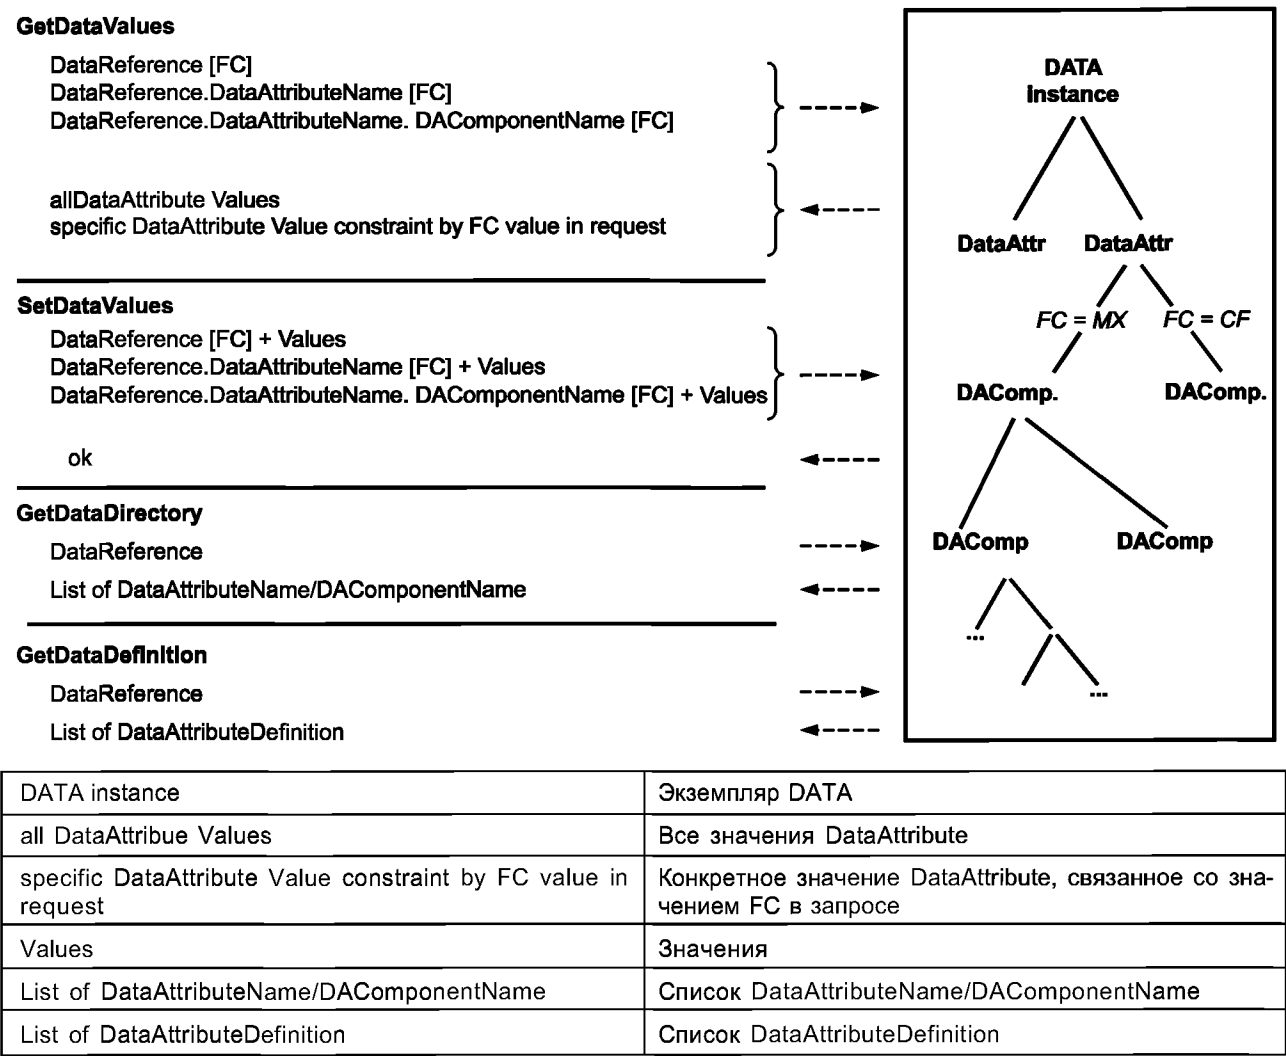 GetDataValues
DataReference [FC]
DataReference.DataAttributeName [FC]
DataReference.DataAttributeName. DAComponentName [FC]
allDataAttribute Values
specific DataAttribute Value constraint by FC value in request
SetDataValues
DataReference [FC] + Values
DataReference.DataAttributeName [FC] + Values
DataReference.DataAttributeName. DAComponentName [FC] + Values
ok
GetDataDirectory
DataReference
List of DataAttributeName/DAComponentName
GetDataDefinition
DataReference
List of DataAttributeDefinition
DATA
instance
DataAttr DataAttr
FC = MX FC = CF
DAComp. DAComp.
DAComp DAComp
...
...
DATA instance
Экземпляр DATA
all DataAttribue Values
Все значения DataAttribute
specific DataAttribute Value constraint by FC value in
request
Конкретное значение DataAttribute, связанное со зна-
чением FC в запросе
Values
Значения
List of DataAttributeName/DAComponentName
Список DataAttributeName/DAComponentName
List of DataAttributeDefinition
Список DataAttributeDefinition